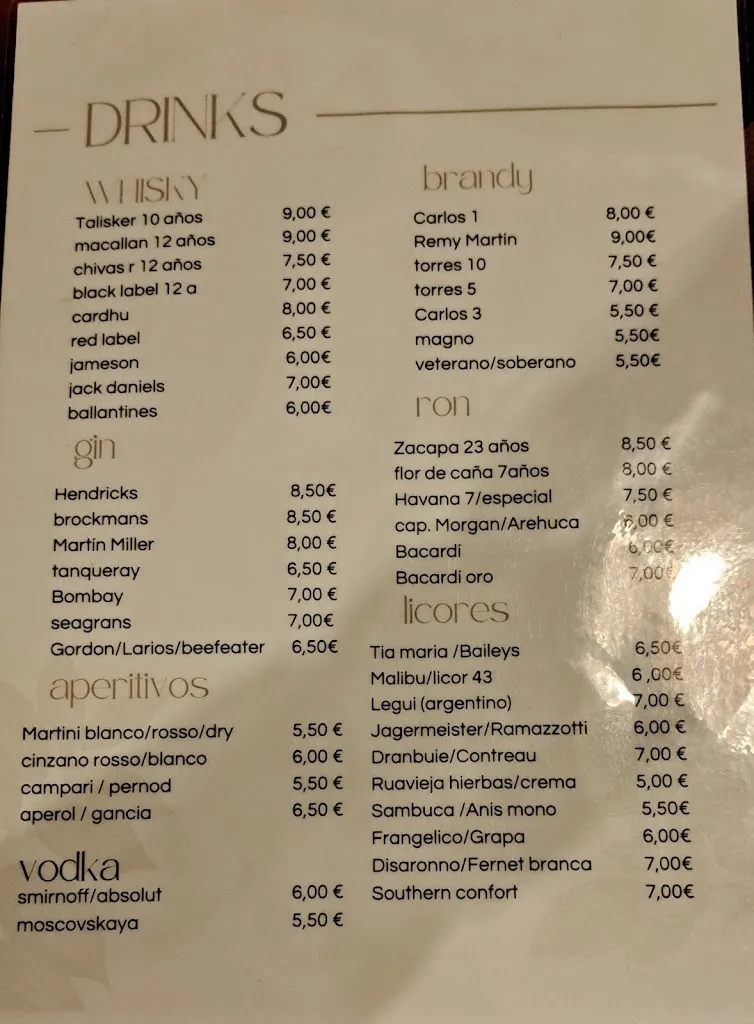 DRINKS
WHISKY
Talisker 10 años 9,00 €
macallan 12 años 9,00 €
chivas r 12 años 7,50 €
black label 12 a 7,00 €
cardhu 8,00 €
red label 6,50 €
jameson 6,00€
jack daniels 7,00€
ballantines 6,00€
gin
Hendricks 8,50€
brockmans 8,50 €
Martin Miller 8,00 €
tanqueray 6,50 €
Bombay 7,00 €
seagrans 7,00€
Gordon/Larios/beefeater 6,50€
aperitivos
Martini blanco/rosso/dry 5,50 €
cinzano rosso/blanco 6,00 €
campari / pernod 5,50 €
aperol / gancia 6,50 €
vodka
smirnoff/absolut 6,00 €
moscovskaya 5,50 €
brandy
Carlos 1 8,00 €
Remy Martin 9,00€
torres 10 7,50 €
torres 5 7,00 €
Carlos 3 5,50 €
magno 5,50€
veterano/soberano 5,50€
ron
Zacapa 23 años 8,50 €
flor de caña 7años 8,00 €
Havana 7/especial 7,50 €
cap. Morgan/Arehuca 6,00 €
Bacardi 6,00€
Bacardi oro 7,00€
licores
Tia maria /Baileys 6,50€
Malibu/licor 43 6 ,00€
Legui (argentino) 7,00 €
Jagermeister/Ramazzotti 6,00 €
Dranbuie/Contreau 7,00 €
Ruavieja hierbas/crema 5,00 €
Sambuca /Anis mono 5,50€
Frangelico/Grapa 6,00€
Disaronno/Fernet branca 7,00€
Southern confort 7,00€